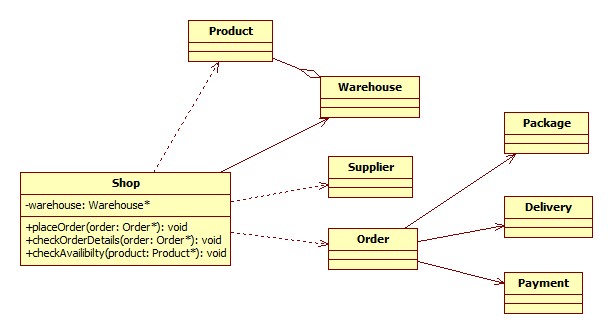 Product
Warehouse
Package
Supplier
Shop
-warehouse: Warehouse*
+placeOrder(order: Order*): void
+checkOrderDetails(order: Order*): void
+checkAvailibilty(product: Product*): void
Delivery
Order
Payment